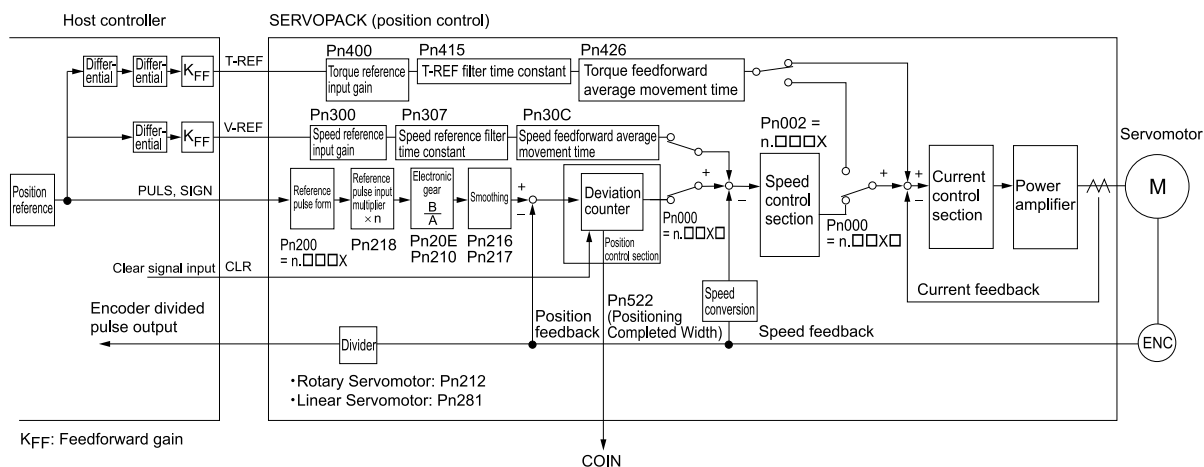 Host controller
SERVOPACK (position control)
Differ-
ential
Differ-
ential
KFF
T-REF
Pn400
Torque reference
input gain
Pn415
T-REF filter time constant
Pn426
Torque feedforward
average movement time
Differ-
ential
KFF
V-REF
Pn300
Speed reference
input gain
Pn307
Speed reference filter
time constant
Pn30C
Speed feedforward average
movement time
Pn002 =
n.□□□X
Servomotor
Position
reference
PULS, SIGN
Reference
pulse form
Pn200
= n.□□□X
Reference
pulse input
multiplier
× n
Pn218
Electronic
gear
B
A
Pn20E
Pn210
Smoothing
Pn216
Pn217
+
−
Deviation
counter
Position
control section
+
Pn000
= n.□□X□
+
−
Speed
control
section
Pn000
= n.□□X□
+
+
−
Current
control
section
Power
amplifier
M
Clear signal input
CLR
Current feedback
Encoder divided
pulse output
Divider
Position
feedback
Pn522
(Positioning
Completed Width)
Speed
conversion
Speed feedback
ENC
•Rotary Servomotor: Pn212
•Linear Servomotor: Pn281
KFF: Feedforward gain
COIN